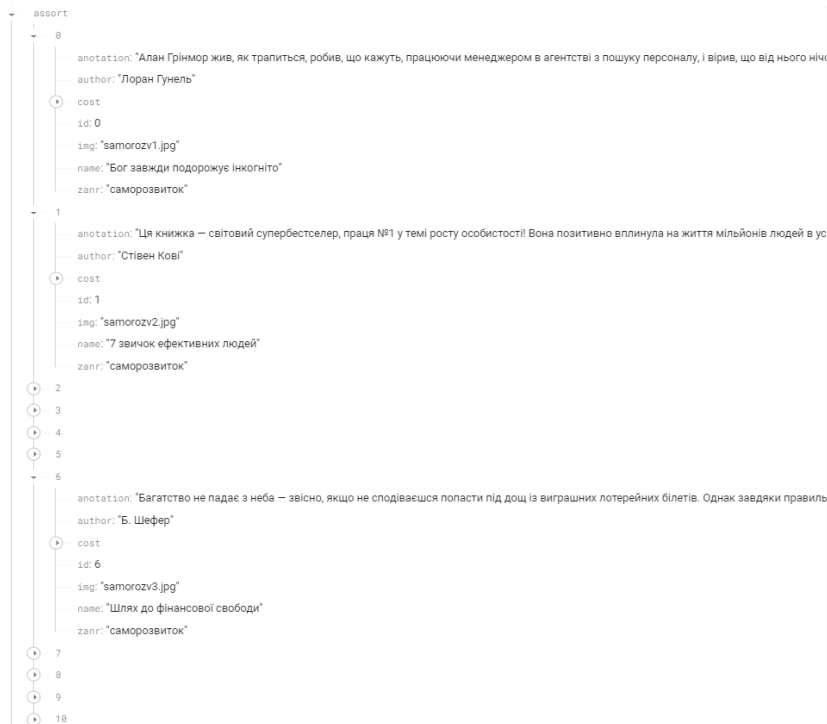 assort
0
anotation: "Алан Грінмор жив, як трапиться, робив, що кажуть, працюючи менеджером в агентстві з пошуку персоналу, і вірив, що від нього
author: "Лоран Гунель"
cost
id: 0
img: "samorozv1.jpg"
name: "Бог завжди подорожує інкогніто"
zanr: "саморозвиток"
1
anotation: "Ця книжка — світовий супербестселер, праця №1 у темі росту особистості! Вона позитивно вплинула на життя мільйонів людей в ус
author: "Стівен Кові"
cost
id: 1
img: "samorozv2.jpg"
name: "7 звичок ефективних людей"
zanr: "саморозвиток"
2
3
4
5
6
anotation: "Багатство не падає з неба — звісно, якщо не сподіваєшся попасти під дощ із виграшних лотерейних білетів. Однак завдяки правиль
author: "Б. Шефер"
cost
id: 6
img: "samorozv3.jpg"
name: "Шлях до фінансової свободи"
zanr: "саморозвиток"
7
8
9
10